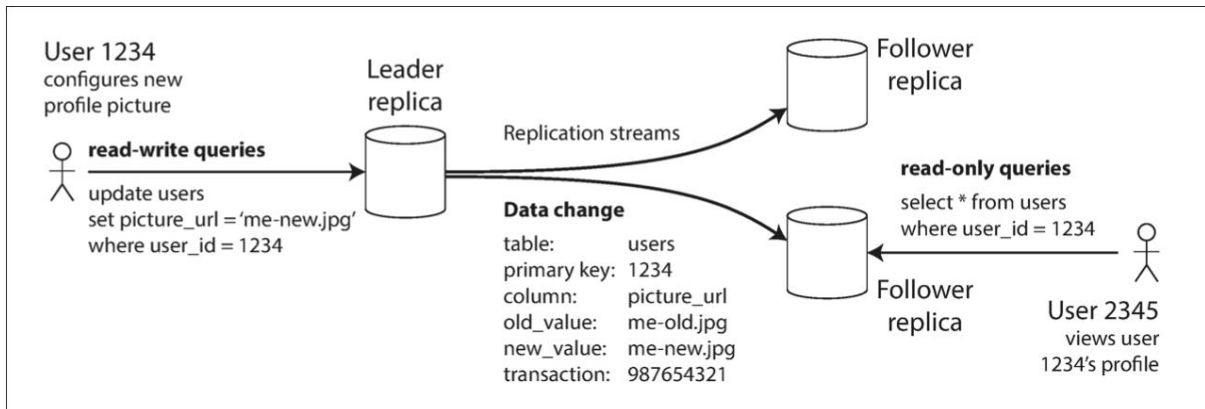 User 1234
configures new
profile picture
Leader
replica
read-write queries
update users
set picture_url = ‘me-new.jpg’
where user_id = 1234
Replication streams
Data change
table: users
primary key: 1234
column: picture_url
old_value: me-old.jpg
new_value: me-new.jpg
transaction: 987654321
Follower
replica
read-only queries
select * from users
where user_id = 1234
Follower
replica
User 2345
views user
1234’s profile